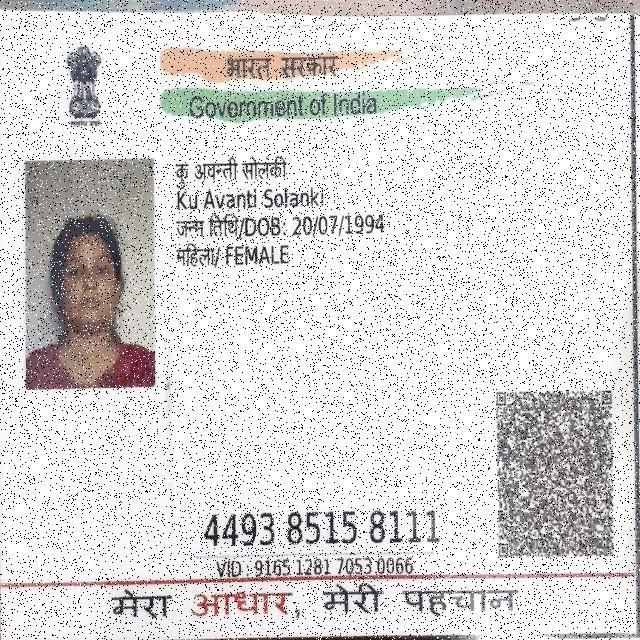 भारत सरकार
Government of India
कु अवन्ती सोलंकी
Ku Avanti Solanki
जन्म तिथि/DOB: 20/07/1994
महिला/ FEMALE
4493 8515 8111
VID 9165 1281 7053 0066
मेरा आधार, मेरी पहचान